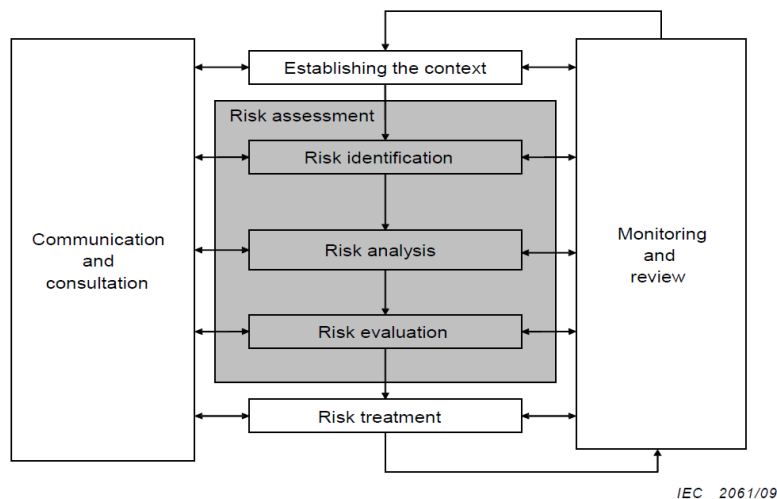 Establishing the context
Risk assessment
Risk identification
Communication
and
consultation
Risk analysis
Monitoring
and
review
Risk evaluation
Risk treatment
IEC 2061/09